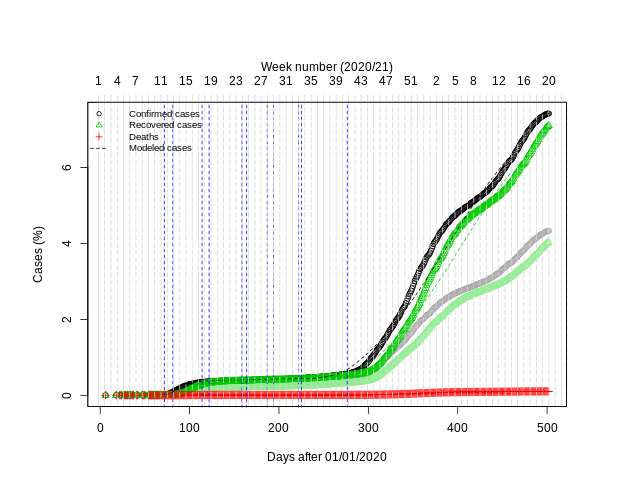 Week number (2020/21)
1 4 7 11 15 19 23 27 31 35 39 43 47 51 2 5 8 12 16 20
Confirmed cases
Recovered cases
Deaths
Modeled cases
Cases (%)
6
4
2
0
0 100 200 300 400 500
Days after 01/01/2020